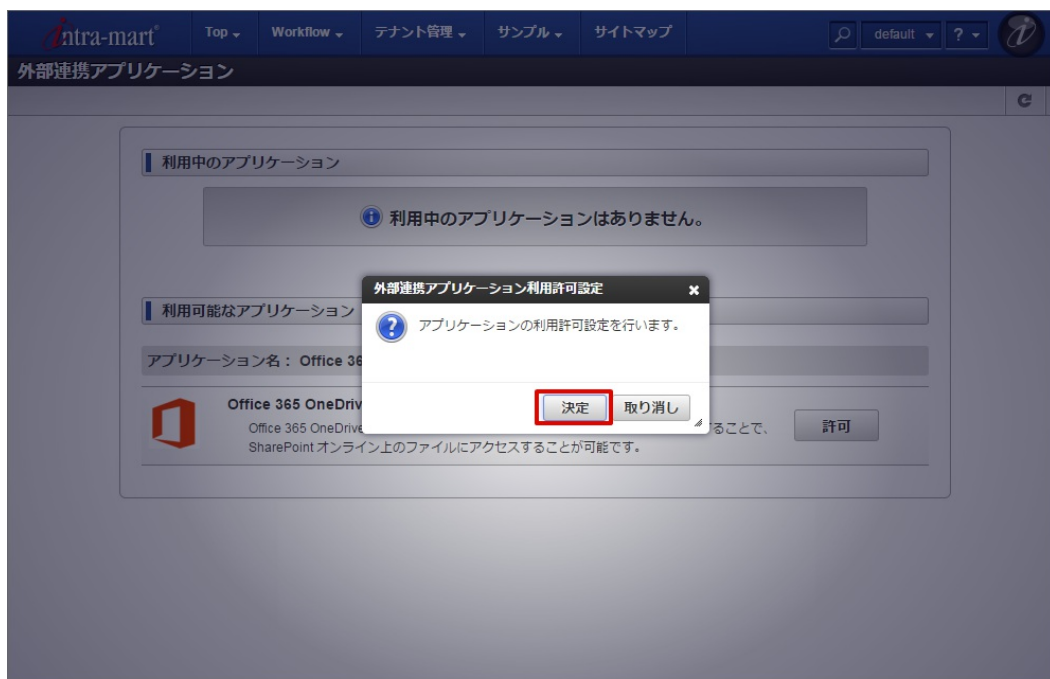 intra-mart®
Top Workflow テナント管理 サンプル サイトマップ default ?
外部連携アプリケーション
利用中のアプリケーション
利用中のアプリケーションはありません。
外部連携アプリケーション利用許可設定
利用可能なアプリケーション
アプリケーションの利用許可設定を行います。
アプリケーション名： Office 36
決定 取り消し
Office 365 OneDriv
Office 365 OneDrive ることで、 許可
SharePoint オンライン上のファイルにアクセスすることが可能です。